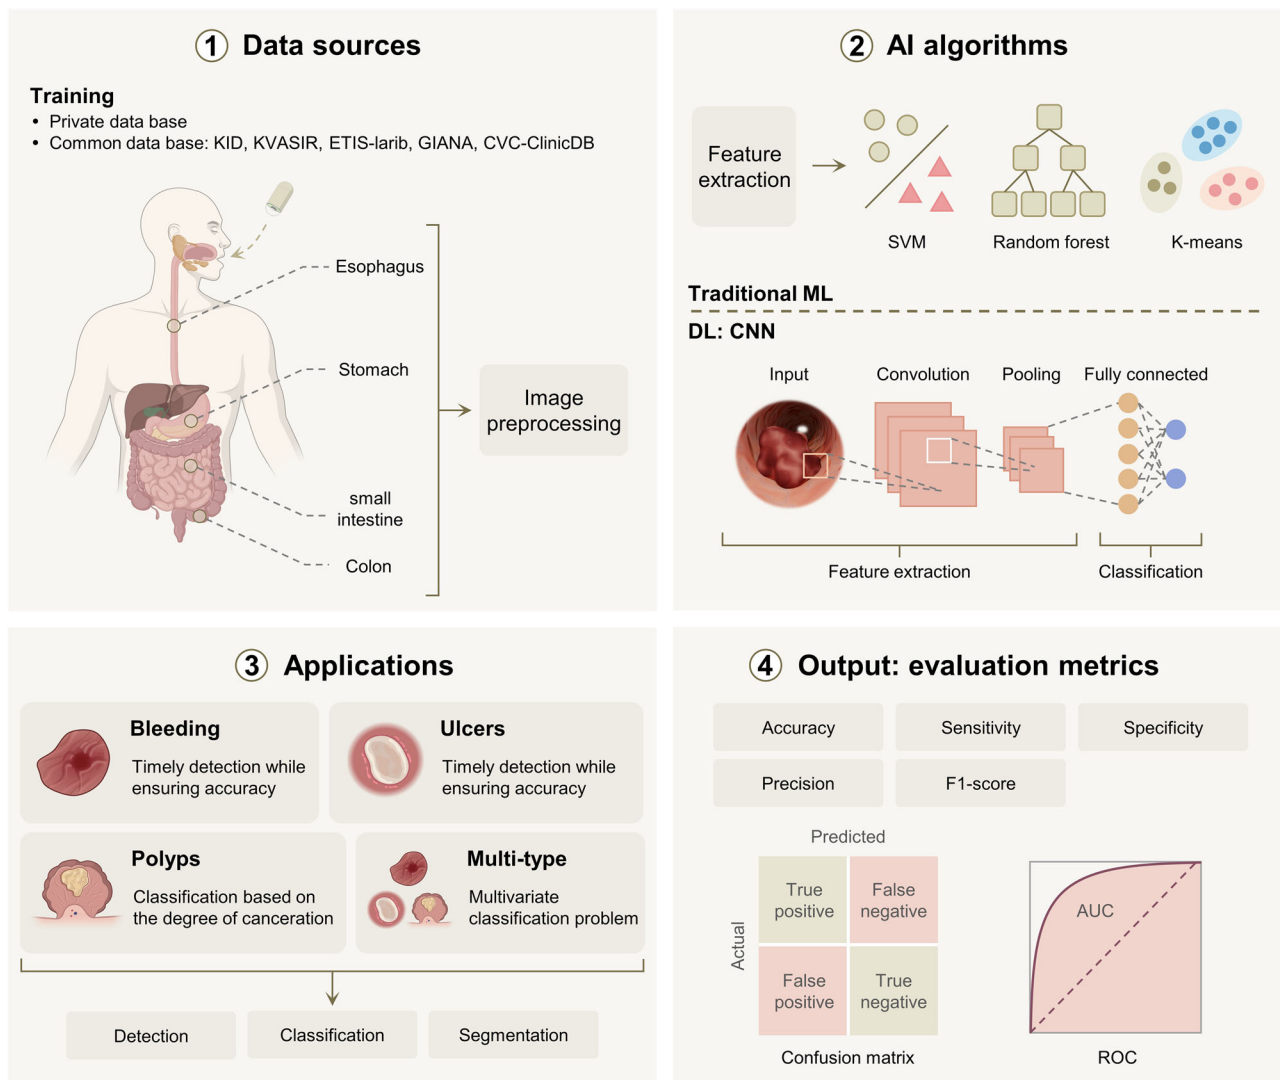 1 Data sources
Training
• Private data base
• Common data base: KID, KVASIR, ETIS-larib, GIANA, CVC-ClinicDB
Esophagus
Stomach
small
intestine
Colon
Image
preprocessing
2 AI algorithms
Feature
extraction
SVM
Random forest
K-means
Traditional ML
DL: CNN
Input
Convolution
Pooling
Fully connected
Feature extraction
Classification
3 Applications
Bleeding
Timely detection while
ensuring accuracy
Ulcers
Timely detection while
ensuring accuracy
Polyps
Classification based on
the degree of canceration
Multi-type
Multivariate
classification problem
Detection
Classification
Segmentation
4 Output: evaluation metrics
Accuracy
Sensitivity
Specificity
Precision
F1-score
Predicted
Actual
True
positive
False
negative
False
positive
True
negative
Confusion matrix
AUC
ROC